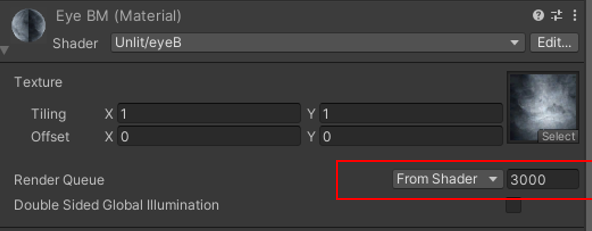 Eye BM (Material)
Shader Unlit/eyeB Edit...
Texture
Tiling X 1 Y 1
Offset X 0 Y 0
Select
Render Queue From Shader 3000
Double Sided Global Illumination